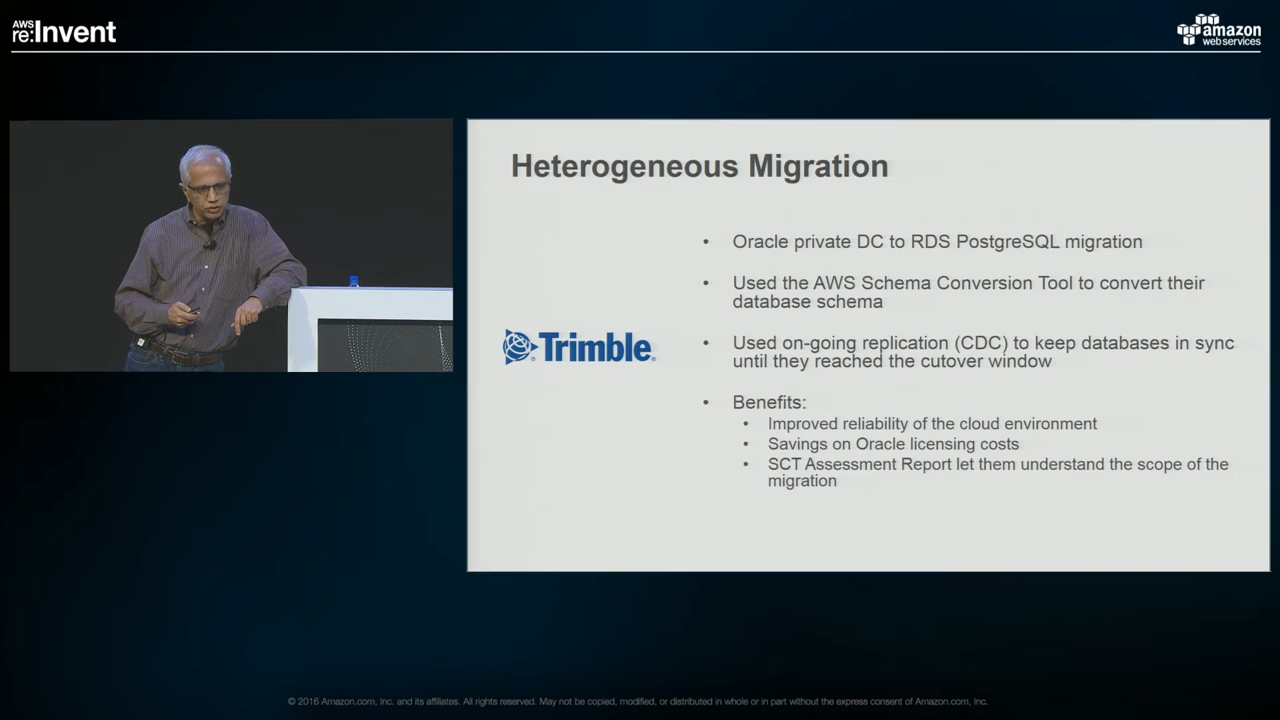 AWS
re:Invent
amazon
webservices
Heterogeneous Migration
• Oracle private DC to RDS PostgreSQL migration
• Used the AWS Schema Conversion Tool to convert their
database schema
Trimble
• Used on-going replication (CDC) to keep databases in sync
until they reached the cutover window
• Benefits:
• Improved reliability of the cloud environment
• Savings on Oracle licensing costs
• SCT Assessment Report let them understand the scope of the
migration
© 2016 Amazon.com, Inc. and its affiliates. All rights reserved. May not be copied, modified, or distributed in whole or in part without the express consent of Amazon.com, Inc.